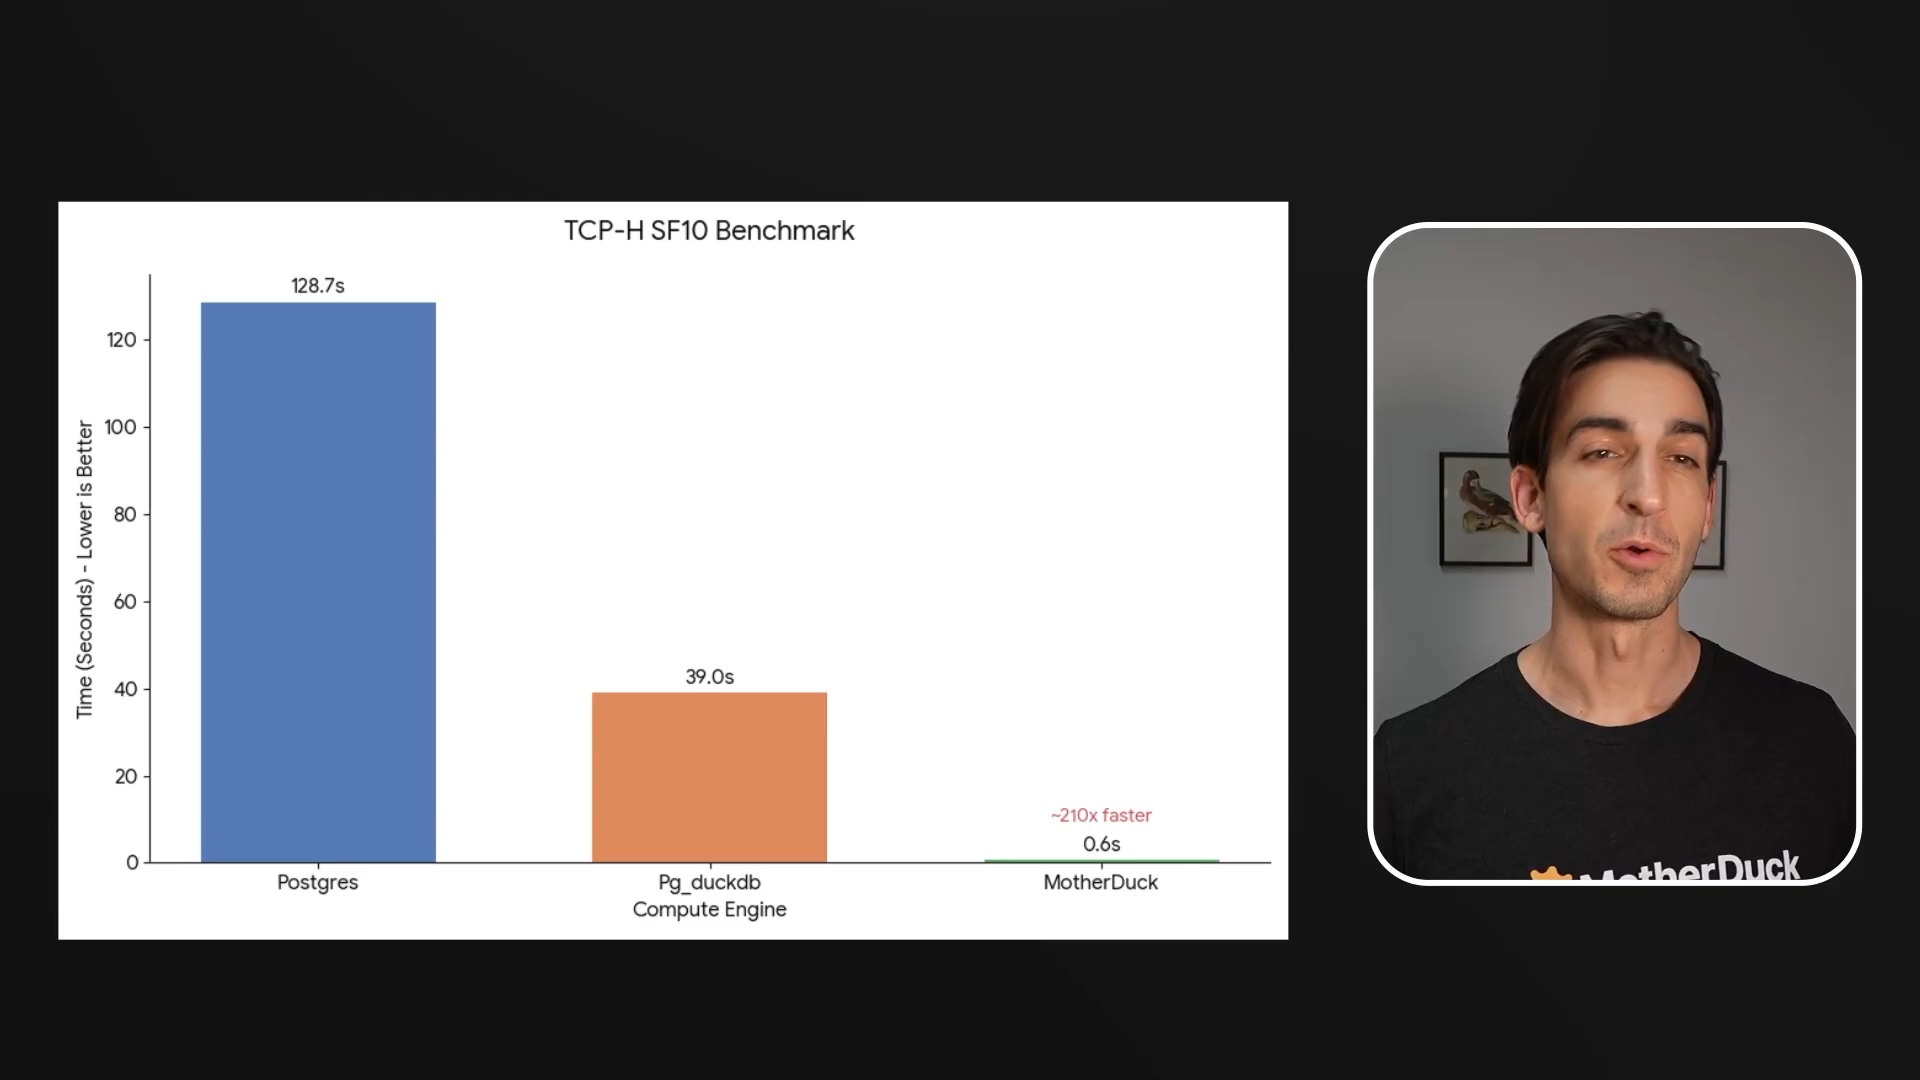 TCP-H SF10 Benchmark
Time (Seconds) - Lower is Better
120
100
80
60
40
20
0
128.7s
39.0s
~210x faster
0.6s
Postgres
Pg_duckdb
MotherDuck
Compute Engine
MotherDuck